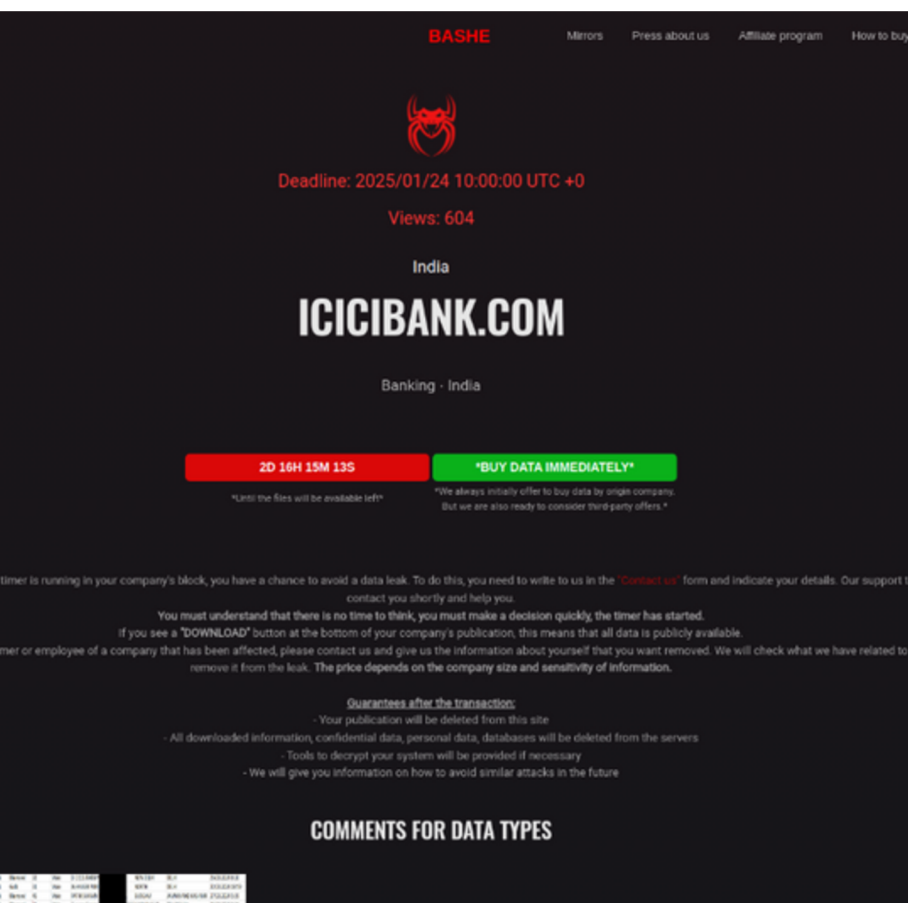 BASHE
Mirrors Press about us Affiliate program How to buy
Deadline: 2025/01/24 10:00:00 UTC +0
Views: 604
India
ICICIBANK.COM
Banking · India
2D 16H 15M 13S
*BUY DATA IMMEDIATELY*
*Until the files will be available left*
*We always initially offer to buy data by origin company.
But we are also ready to consider third-party offers.*
timer is running in your company's block, you have a chance to avoid a data leak. To do this, you need to write to us in the "Contact us" form and indicate your details. Our support
contact you shortly and help you.
You must understand that there is no time to think, you must make a decision quickly, the timer has started.
If you see a "DOWNLOAD" button at the bottom of your company's publication, this means that all data is publicly available.
mer or employee of a company that has been affected, please contact us and give us the information about yourself that you want removed. We will check what we have related to
remove it from the leak. The price depends on the company size and sensitivity of information.
Guarantees after the transaction:
- Your publication will be deleted from this site
- All downloaded information, confidential data, personal data, databases will be deleted from the servers
- Tools to decrypt your system will be provided if necessary
- We will give you information on how to avoid similar attacks in the future
COMMENTS FOR DATA TYPES